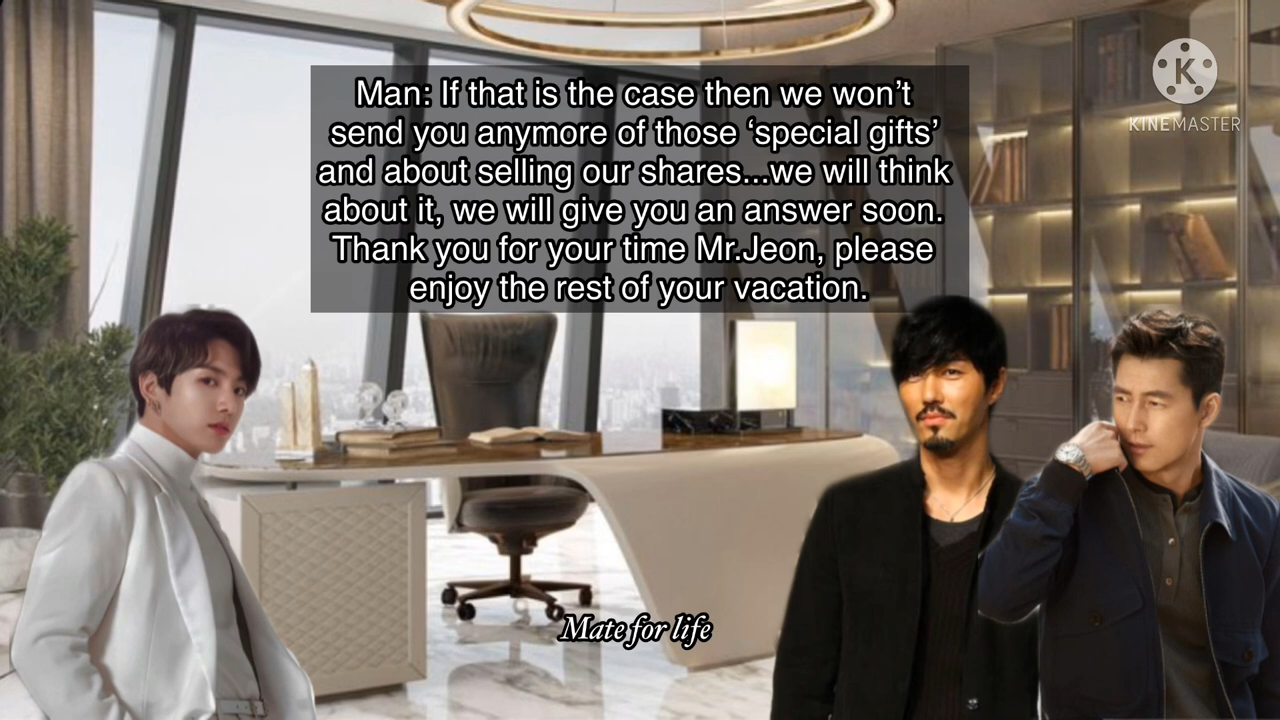 Man: If that is the case then we won’t
send you anymore of those ‘special gifts’
and about selling our shares...we will think
about it, we will give you an answer soon.
Thank you for your time Mr.Jeon, please
enjoy the rest of your vacation.
K
KINEMASTER
Mate for life